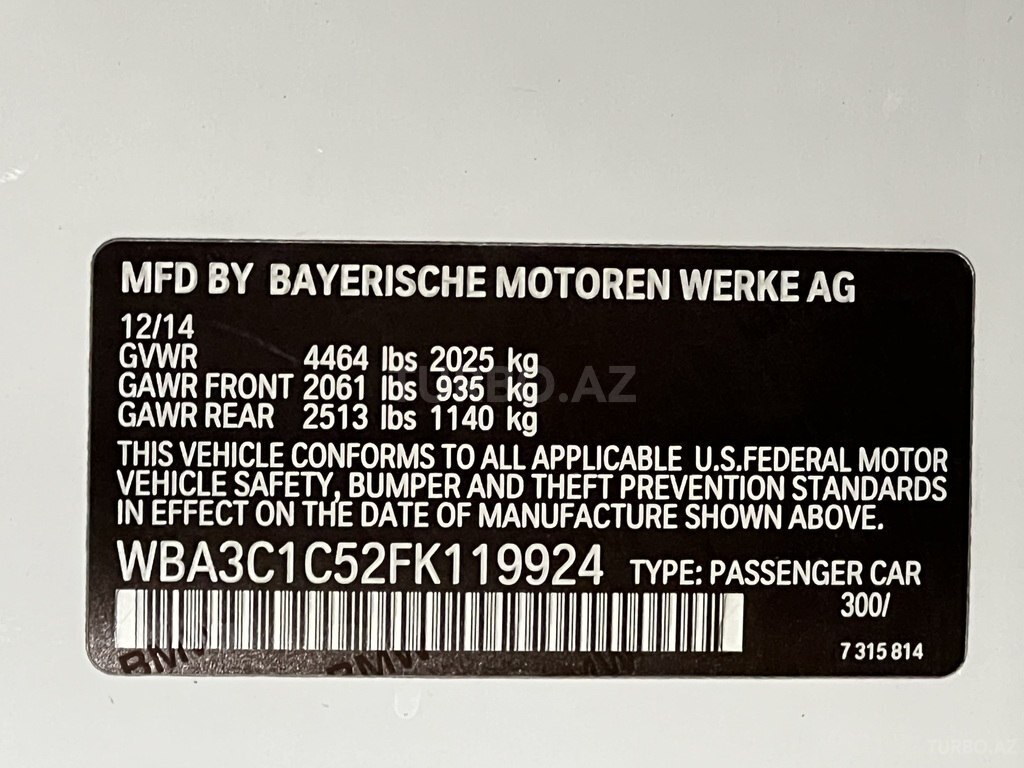 MFD BY BAYERISCHE MOTOREN WERKE AG
12/14
GVWR 4464 lbs 2025 kg
GAWR FRONT 2061 lbs 935 kg
GAWR REAR 2513 lbs 1140 kg
TURBO.AZ
THIS VEHICLE CONFORMS TO ALL APPLICABLE U.S.FEDERAL MOTOR
VEHICLE SAFETY, BUMPER AND THEFT PREVENTION STANDARDS
IN EFFECT ON THE DATE OF MANUFACTURE SHOWN ABOVE.
WBA3C1C52FK119924 TYPE: PASSENGER CAR
300/
7 315 814
BMW BMW BMW
TURBO.AZ